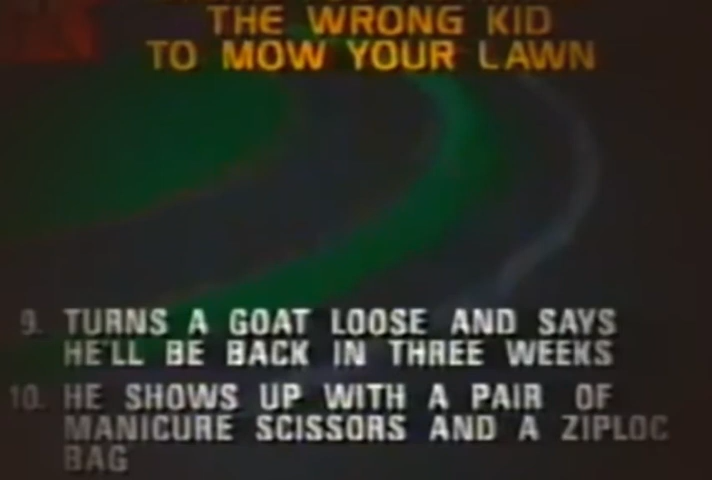 THE WRONG KID
TO MOW YOUR LAWN
9. TURNS A GOAT LOOSE AND SAYS
HE'LL BE BACK IN THREE WEEKS
10. HE SHOWS UP WITH A PAIR OF
MANICURE SCISSORS AND A ZIPLOC
BAG